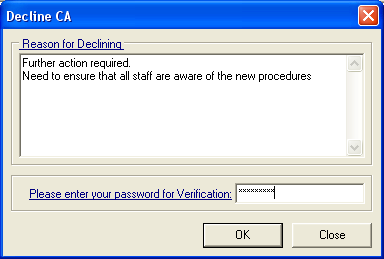 Decline CA
Reason for Declining
Further action required.
Need to ensure that all staff are aware of the new procedures
Please enter your password for Verification: ×××××××××
OK Close